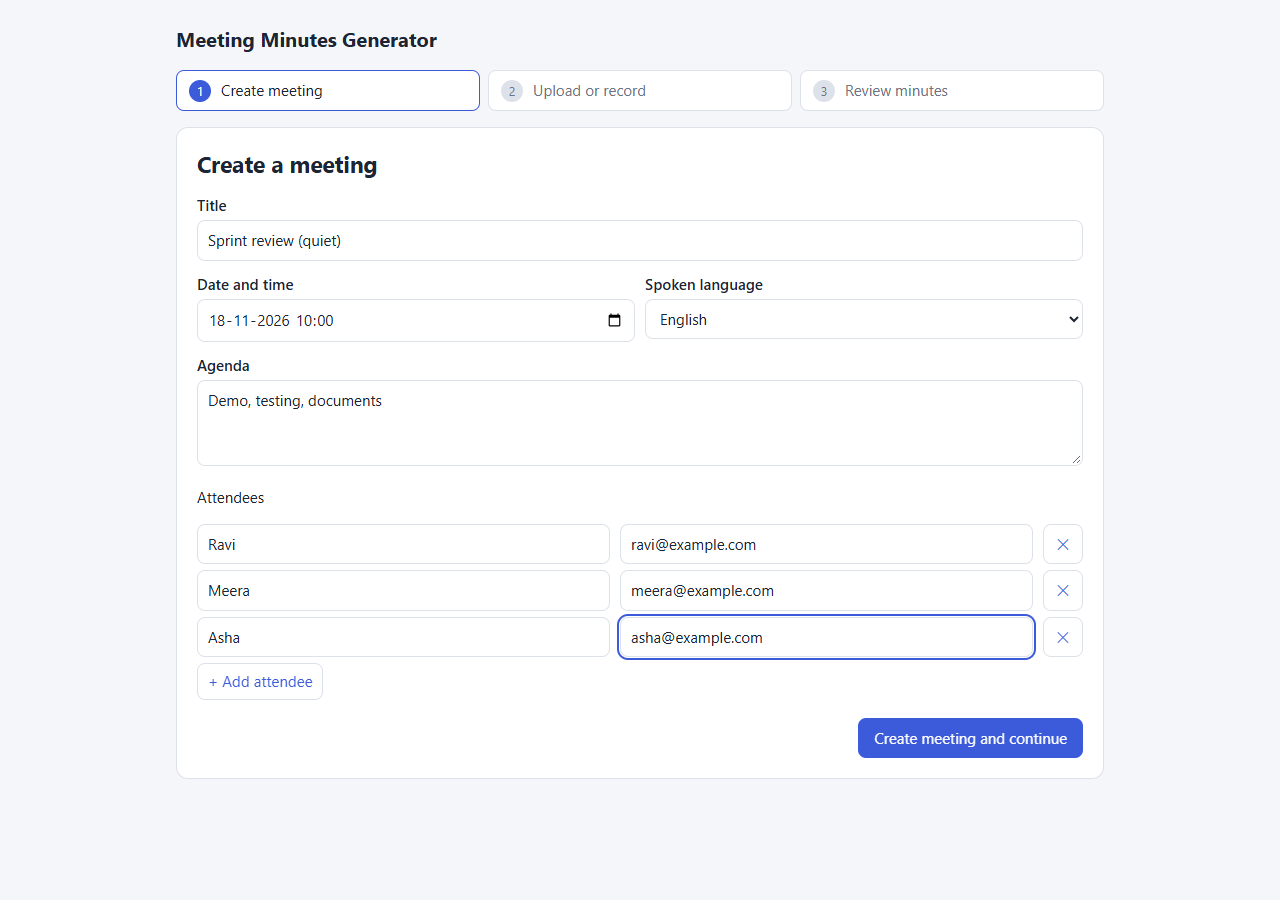 Meeting Minutes Generator
1 Create meeting
2 Upload or record
3 Review minutes
Create a meeting
Title
Sprint review (quiet)
Date and time Spoken language
18-11-2026 10:00 English
Agenda
Demo, testing, documents
Attendees
Ravi ravi@example.com
Meera meera@example.com
Asha asha@example.com
+ Add attendee
Create meeting and continue